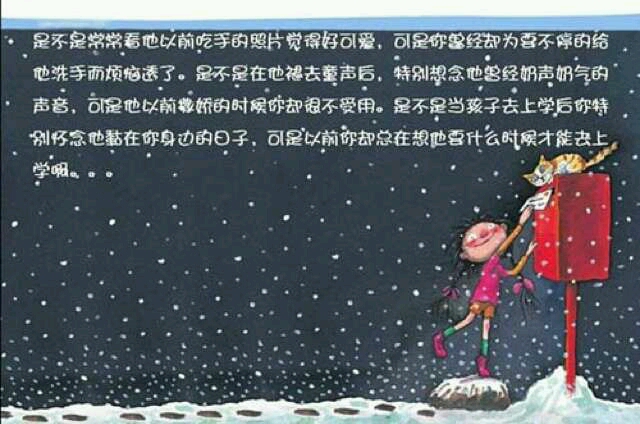 是不是常常看他以前吃手的照片觉得好可爱，可是你曾经却为要不停的给
他洗手而烦恼透了。是不是在他褪去童声后，特别想念他曾经奶声奶气的
声音，可是他以前撒娇的时候你却很不受用。是不是当孩子去上学后你特
别怀念他黏在你身边的日子，可是以前你却总在想他要什么时候才能去上
学啊。。。